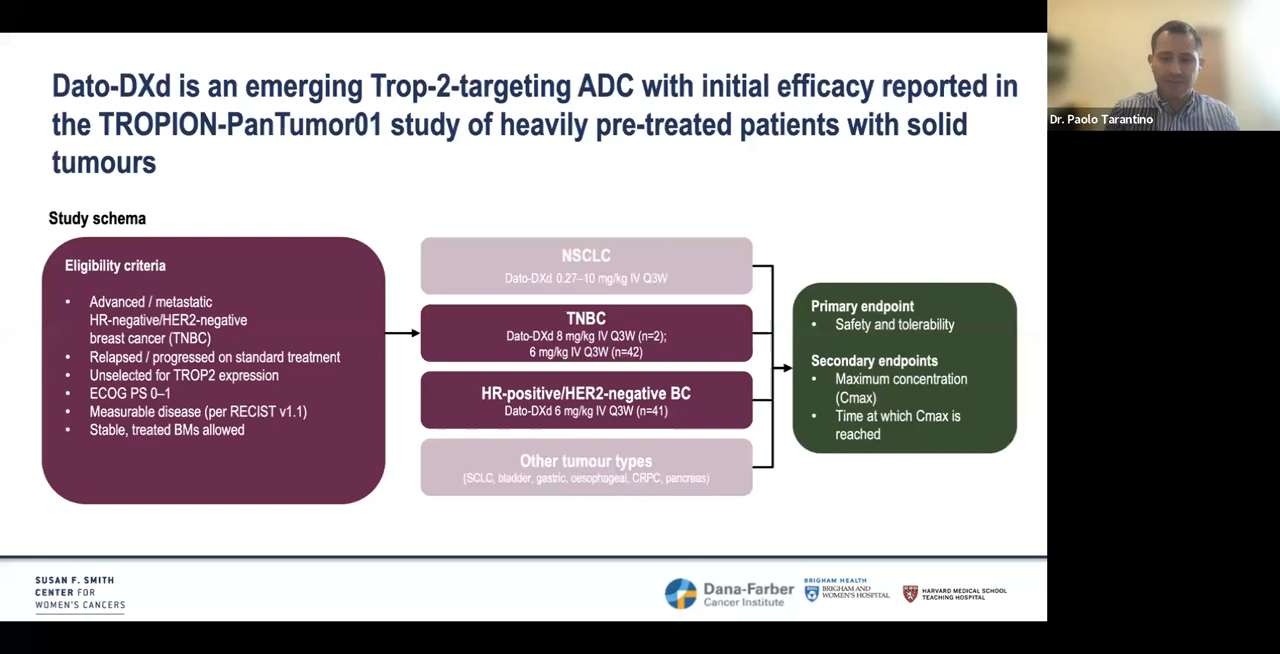 Dato-DXd is an emerging Trop-2-targeting ADC with initial efficacy reported in
the TROPION-PanTumor01 study of heavily pre-treated patients with solid
tumours
Dr. Paolo Tarantino
Study schema
Eligibility criteria
• Advanced / metastatic
HR-negative/HER2-negative
breast cancer (TNBC)
• Relapsed / progressed on standard treatment
• Unselected for TROP2 expression
• ECOG PS 0–1
• Measurable disease (per RECIST v1.1)
• Stable, treated BMs allowed
NSCLC
Dato-DXd 0.27–10 mg/kg IV Q3W
TNBC
Dato-DXd 8 mg/kg IV Q3W (n=2);
6 mg/kg IV Q3W (n=42)
HR-positive/HER2-negative BC
Dato-DXd 6 mg/kg IV Q3W (n=41)
Other tumour types
(SCLC, bladder, gastric, oesophageal, CRPC, pancreas)
Primary endpoint
• Safety and tolerability
Secondary endpoints
• Maximum concentration
(Cmax)
• Time at which Cmax is
reached
SUSAN F. SMITH
CENTER FOR
WOMEN'S CANCERS
Dana-Farber
Cancer Institute
BRIGHAM HEALTH
BRIGHAM AND
WOMEN'S HOSPITAL
HARVARD MEDICAL SCHOOL
TEACHING HOSPITAL